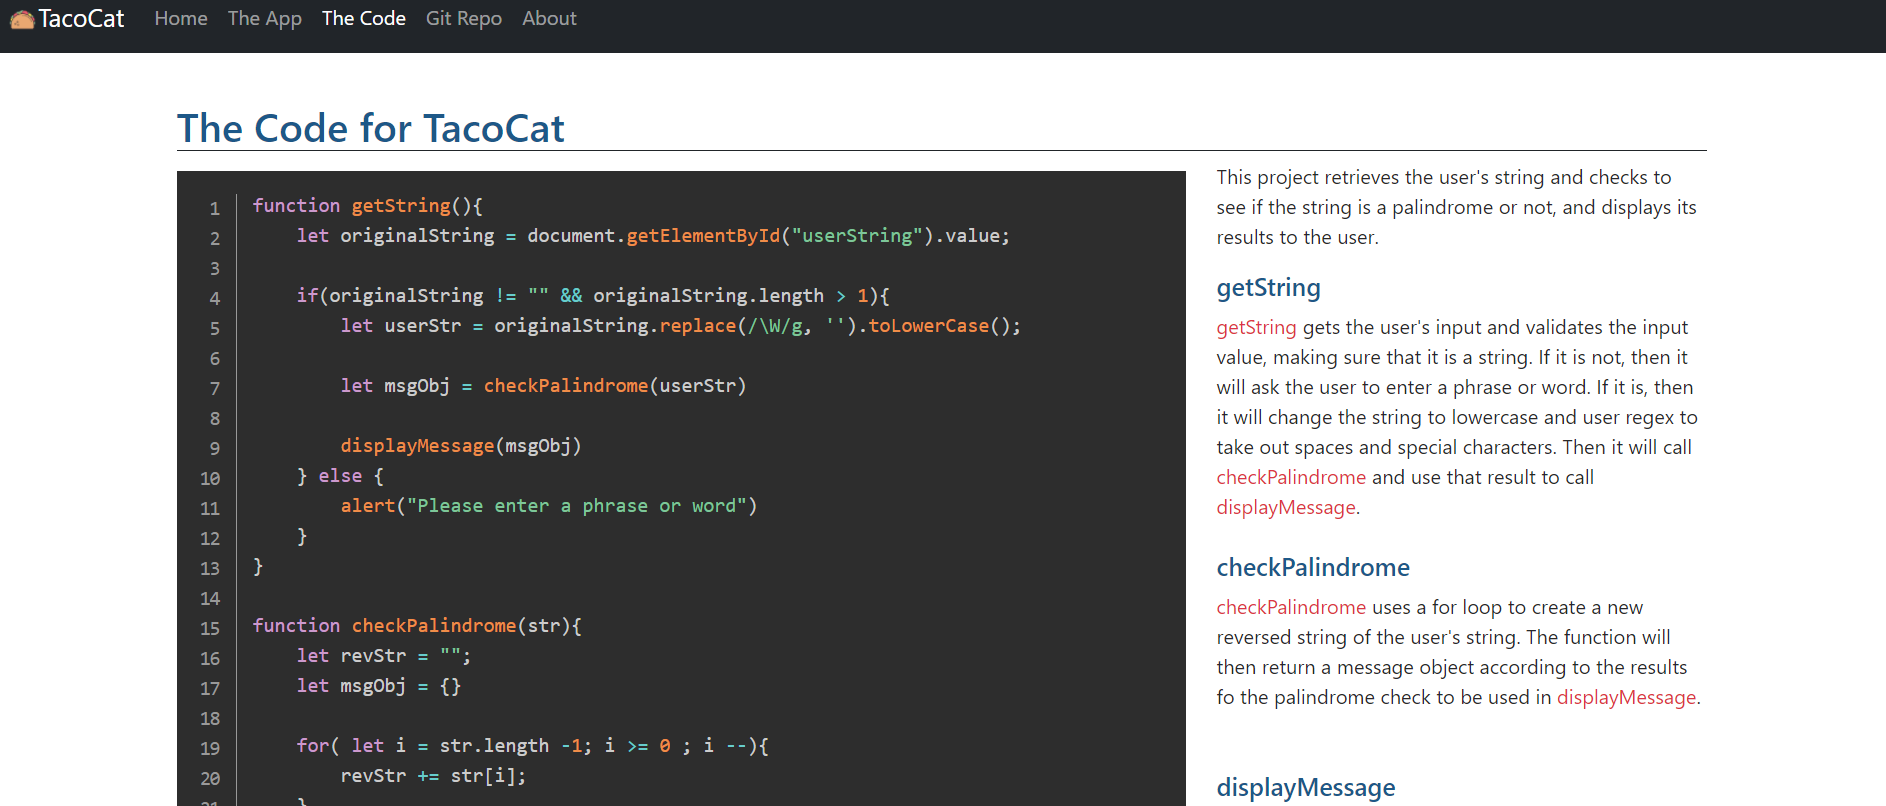 TacoCat Home The App The Code Git Repo About
The Code for TacoCat
1 function getString(){
2 let originalString = document.getElementById("userString").value;
3
4 if(originalString != "" && originalString.length > 1){
5 let userStr = originalString.replace(/\W/g, '').toLowerCase();
6
7 let msgObj = checkPalindrome(userStr)
8
9 displayMessage(msgObj)
10 } else {
11 alert("Please enter a phrase or word")
12 }
13 }
14
15 function checkPalindrome(str){
16 let revStr = "";
17 let msgObj = {}
18
19 for( let i = str.length -1; i >= 0 ; i --){
20 revStr += str[i];
21 }
This project retrieves the user's string and checks to
see if the string is a palindrome or not, and displays its
results to the user.
getString
getString gets the user's input and validates the input
value, making sure that it is a string. If it is not, then it
will ask the user to enter a phrase or word. If it is, then
it will change the string to lowercase and user regex to
take out spaces and special characters. Then it will call
checkPalindrome and use that result to call
displayMessage.
checkPalindrome
checkPalindrome uses a for loop to create a new
reversed string of the user's string. The function will
then return a message object according to the results
fo the palindrome check to be used in displayMessage.
displayMessage